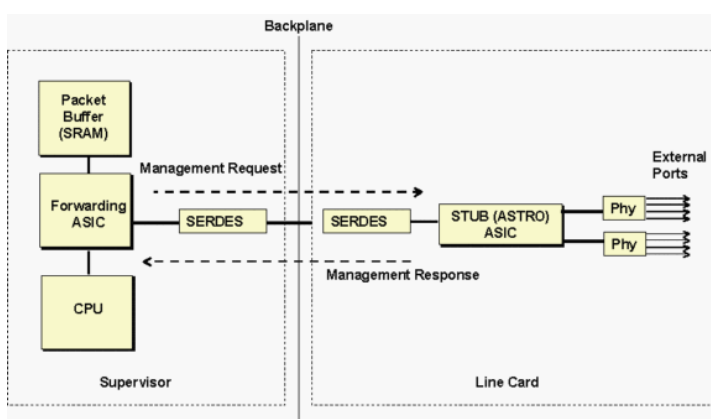 Backplane
Packet
Buffer
(SRAM)
Management Request
External
Ports
Forwarding
ASIC
SERDES
SERDES
STUB (ASTRO)
ASIC
Phy
Phy
Management Response
CPU
Supervisor
Line Card